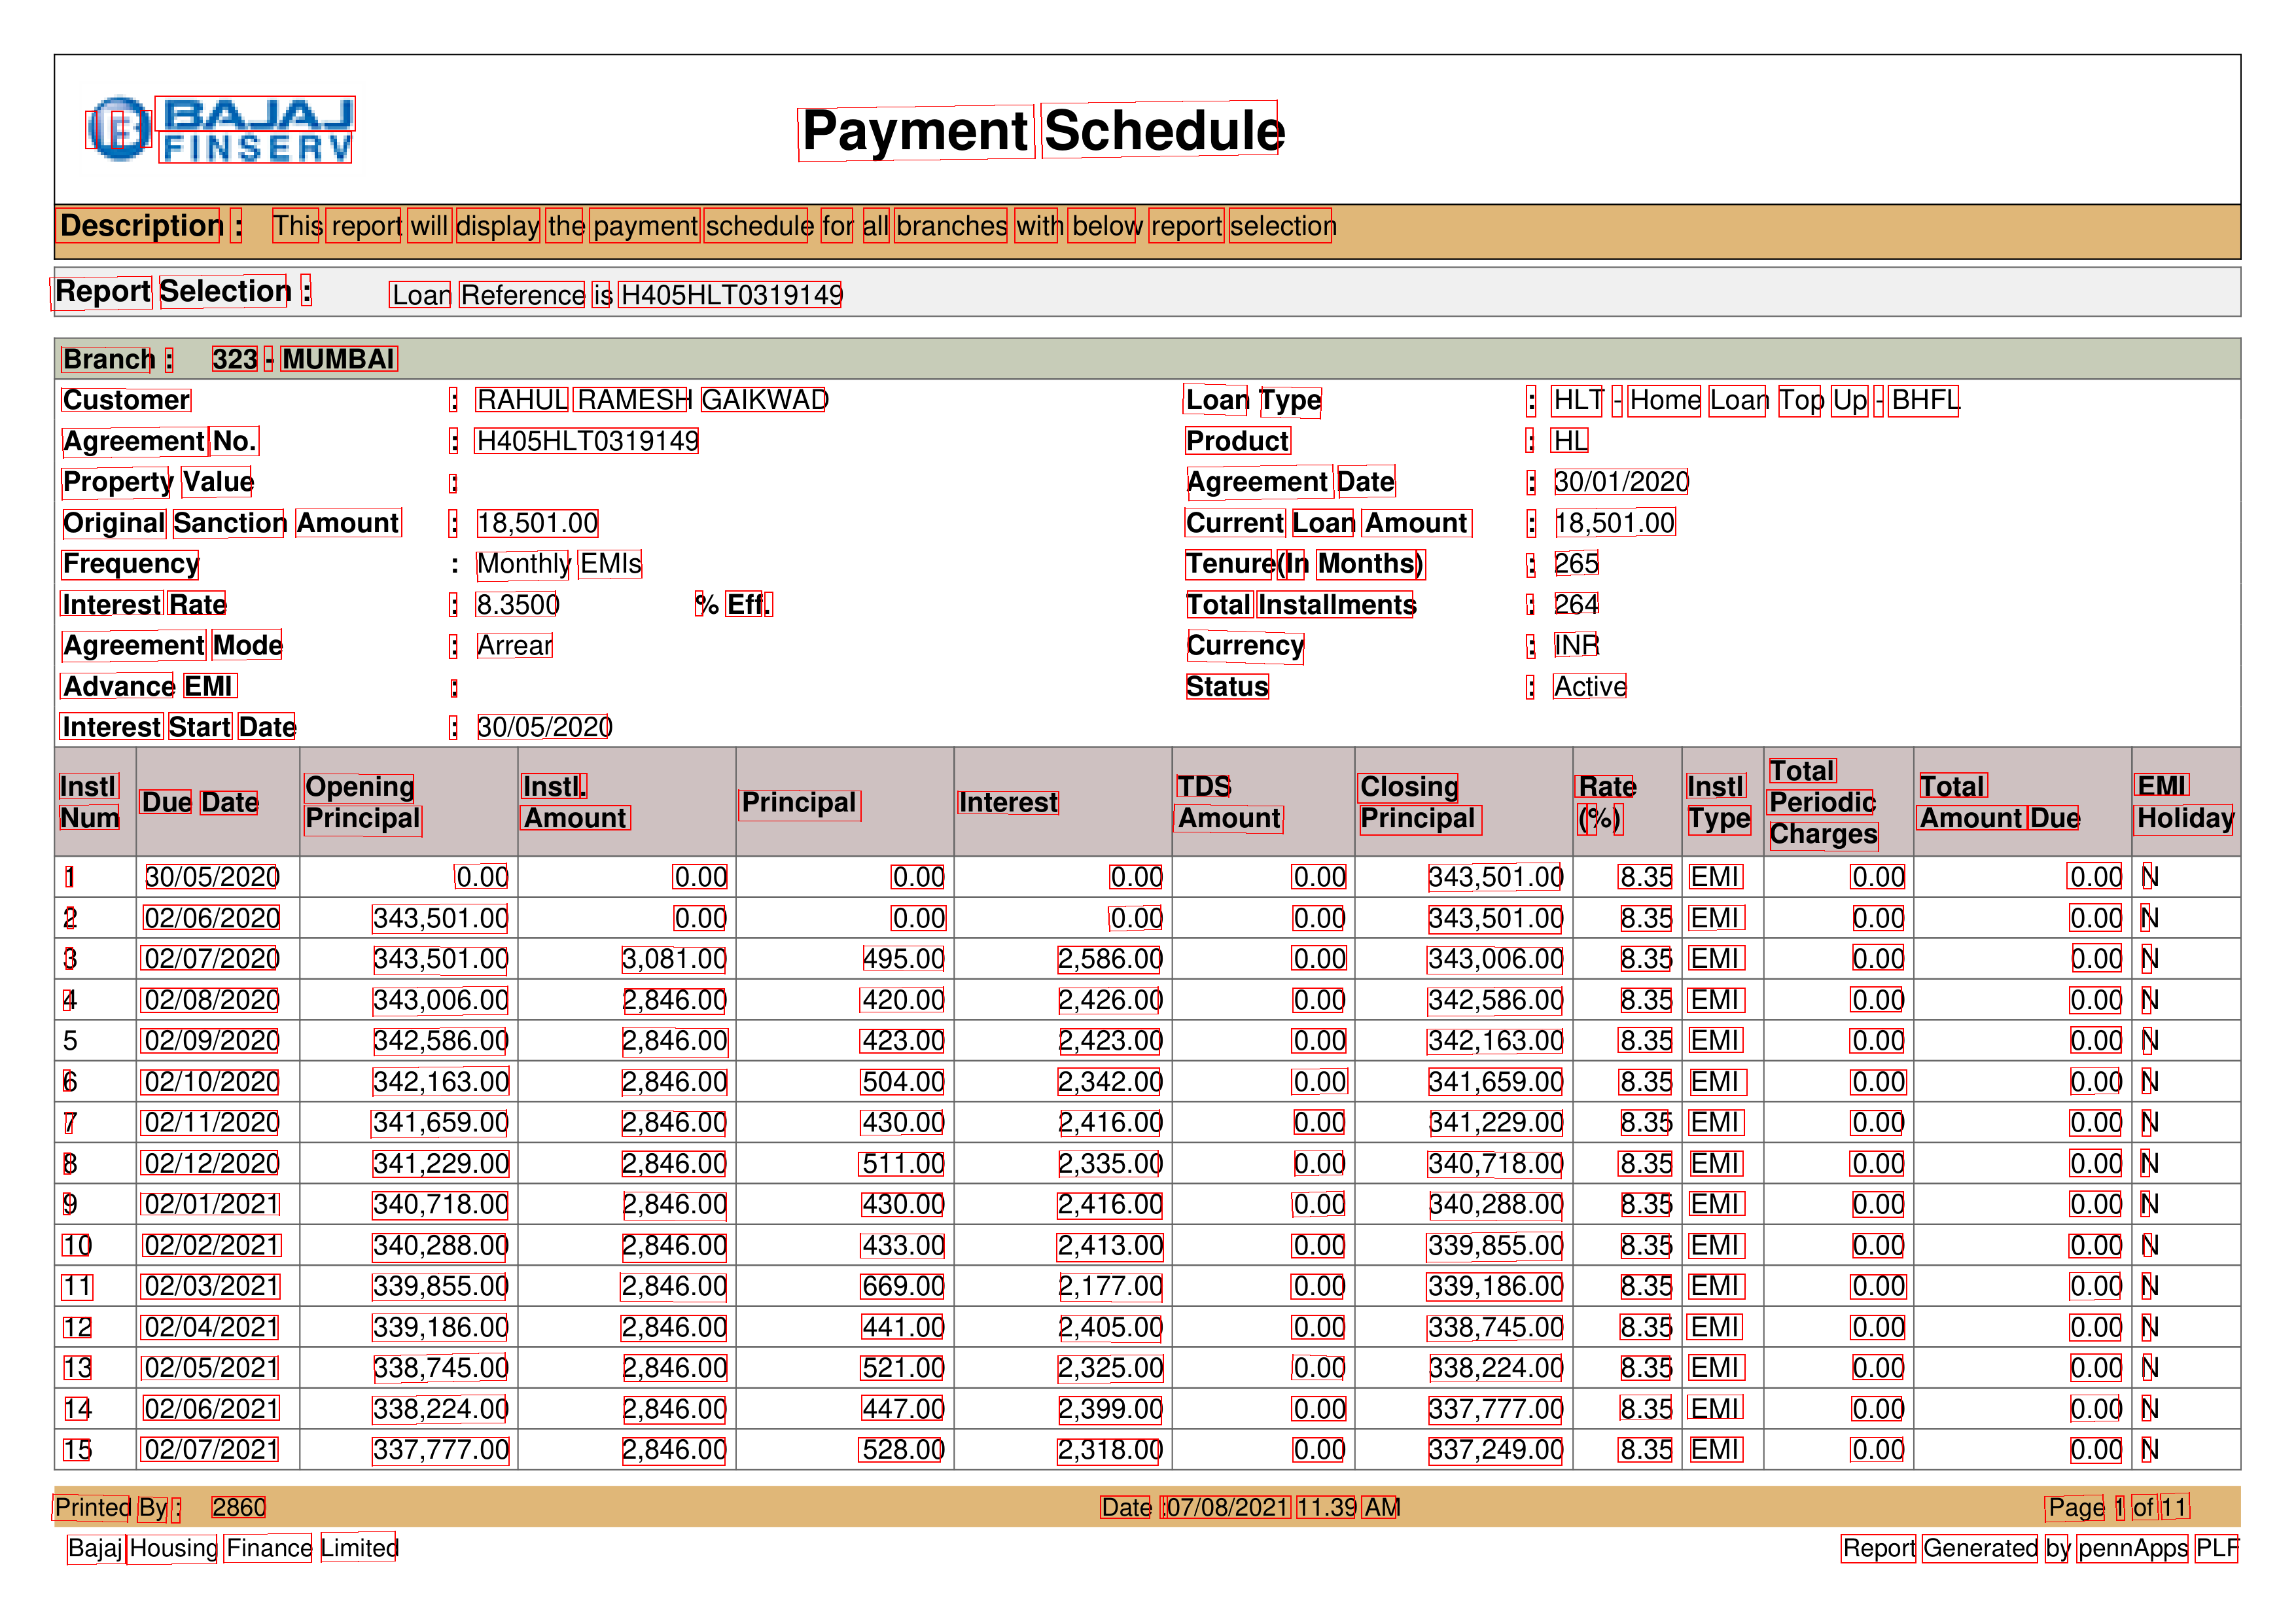 BAJAJ
FINSERV
Payment Schedule
Description : This report will display the payment schedule for all branches with below report selection
Report Selection : Loan Reference is H405HLT0319149
Branch : 323 - MUMBAI
Customer : RAHUL RAMESH GAIKWAD Loan Type : HLT - Home Loan Top Up - BHFL
Agreement No. : H405HLT0319149 Product : HL
Property Value : Agreement Date : 30/01/2020
Original Sanction Amount : 18,501.00 Current Loan Amount : 18,501.00
Frequency : Monthly EMIs Tenure(In Months) : 265
Interest Rate : 8.3500 % Eff. Total Installments : 264
Agreement Mode : Arrear Currency : INR
Advance EMI : Status : Active
Interest Start Date : 30/05/2020
Instl Num Due Date Opening Principal Instl. Amount Principal Interest TDS Amount Closing Principal Rate (%) Instl Type Total Periodic Charges Total Amount Due EMI Holiday
1 30/05/2020 0.00 0.00 0.00 0.00 0.00 343,501.00 8.35 EMI 0.00 0.00 N
2 02/06/2020 343,501.00 0.00 0.00 0.00 0.00 343,501.00 8.35 EMI 0.00 0.00 N
3 02/07/2020 343,501.00 3,081.00 495.00 2,586.00 0.00 343,006.00 8.35 EMI 0.00 0.00 N
4 02/08/2020 343,006.00 2,846.00 420.00 2,426.00 0.00 342,586.00 8.35 EMI 0.00 0.00 N
5 02/09/2020 342,586.00 2,846.00 423.00 2,423.00 0.00 342,163.00 8.35 EMI 0.00 0.00 N
6 02/10/2020 342,163.00 2,846.00 504.00 2,342.00 0.00 341,659.00 8.35 EMI 0.00 0.00 N
7 02/11/2020 341,659.00 2,846.00 430.00 2,416.00 0.00 341,229.00 8.35 EMI 0.00 0.00 N
8 02/12/2020 341,229.00 2,846.00 511.00 2,335.00 0.00 340,718.00 8.35 EMI 0.00 0.00 N
9 02/01/2021 340,718.00 2,846.00 430.00 2,416.00 0.00 340,288.00 8.35 EMI 0.00 0.00 N
10 02/02/2021 340,288.00 2,846.00 433.00 2,413.00 0.00 339,855.00 8.35 EMI 0.00 0.00 N
11 02/03/2021 339,855.00 2,846.00 669.00 2,177.00 0.00 339,186.00 8.35 EMI 0.00 0.00 N
12 02/04/2021 339,186.00 2,846.00 441.00 2,405.00 0.00 338,745.00 8.35 EMI 0.00 0.00 N
13 02/05/2021 338,745.00 2,846.00 521.00 2,325.00 0.00 338,224.00 8.35 EMI 0.00 0.00 N
14 02/06/2021 338,224.00 2,846.00 447.00 2,399.00 0.00 337,777.00 8.35 EMI 0.00 0.00 N
15 02/07/2021 337,777.00 2,846.00 528.00 2,318.00 0.00 337,249.00 8.35 EMI 0.00 0.00 N
Printed By : 2860 Date :07/08/2021 11.39 AM Page 1 of 11
Bajaj Housing Finance Limited Report Generated by pennApps PLF